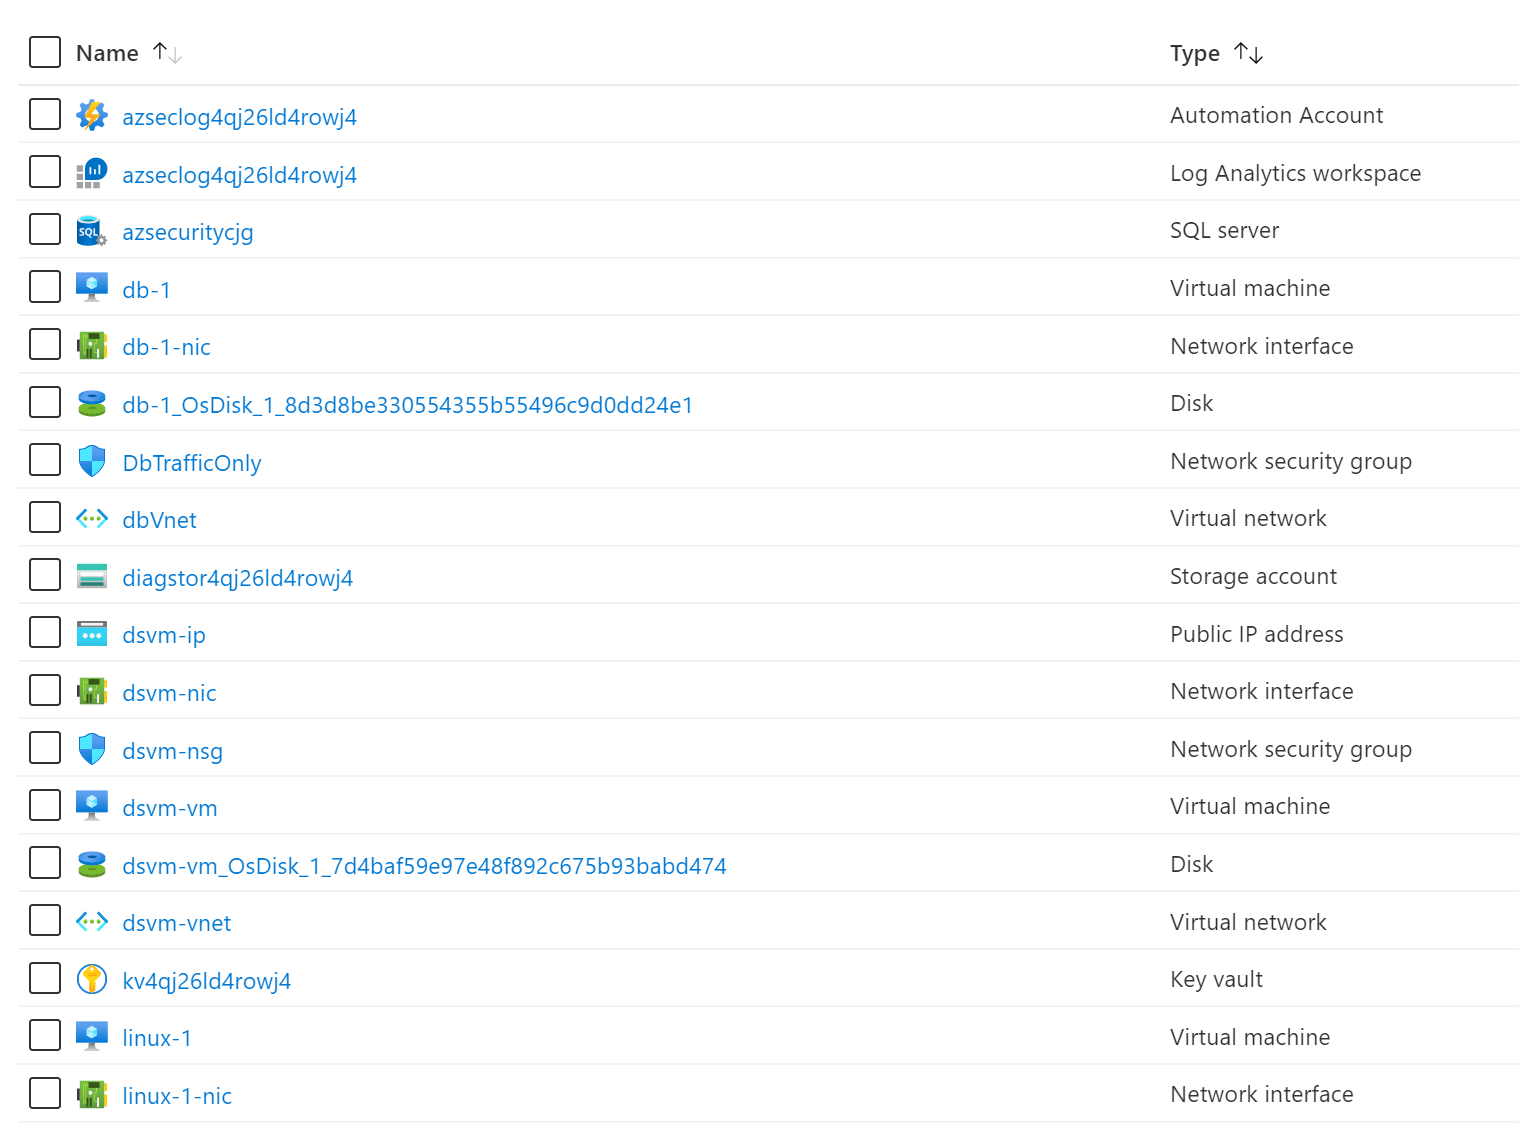 Name Type
azseclog4qj26ld4rowj4 Automation Account
azseclog4qj26ld4rowj4 Log Analytics workspace
SQL azsecuritycjg SQL server
db-1 Virtual machine
db-1-nic Network interface
db-1_OsDisk_1_8d3d8be330554355b55496c9d0dd24e1 Disk
DbTrafficOnly Network security group
dbVnet Virtual network
diagstor4qj26ld4rowj4 Storage account
dsvm-ip Public IP address
dsvm-nic Network interface
dsvm-nsg Network security group
dsvm-vm Virtual machine
dsvm-vm_OsDisk_1_7d4baf59e97e48f892c675b93babd474 Disk
dsvm-vnet Virtual network
kv4qj26ld4rowj4 Key vault
linux-1 Virtual machine
linux-1-nic Network interface